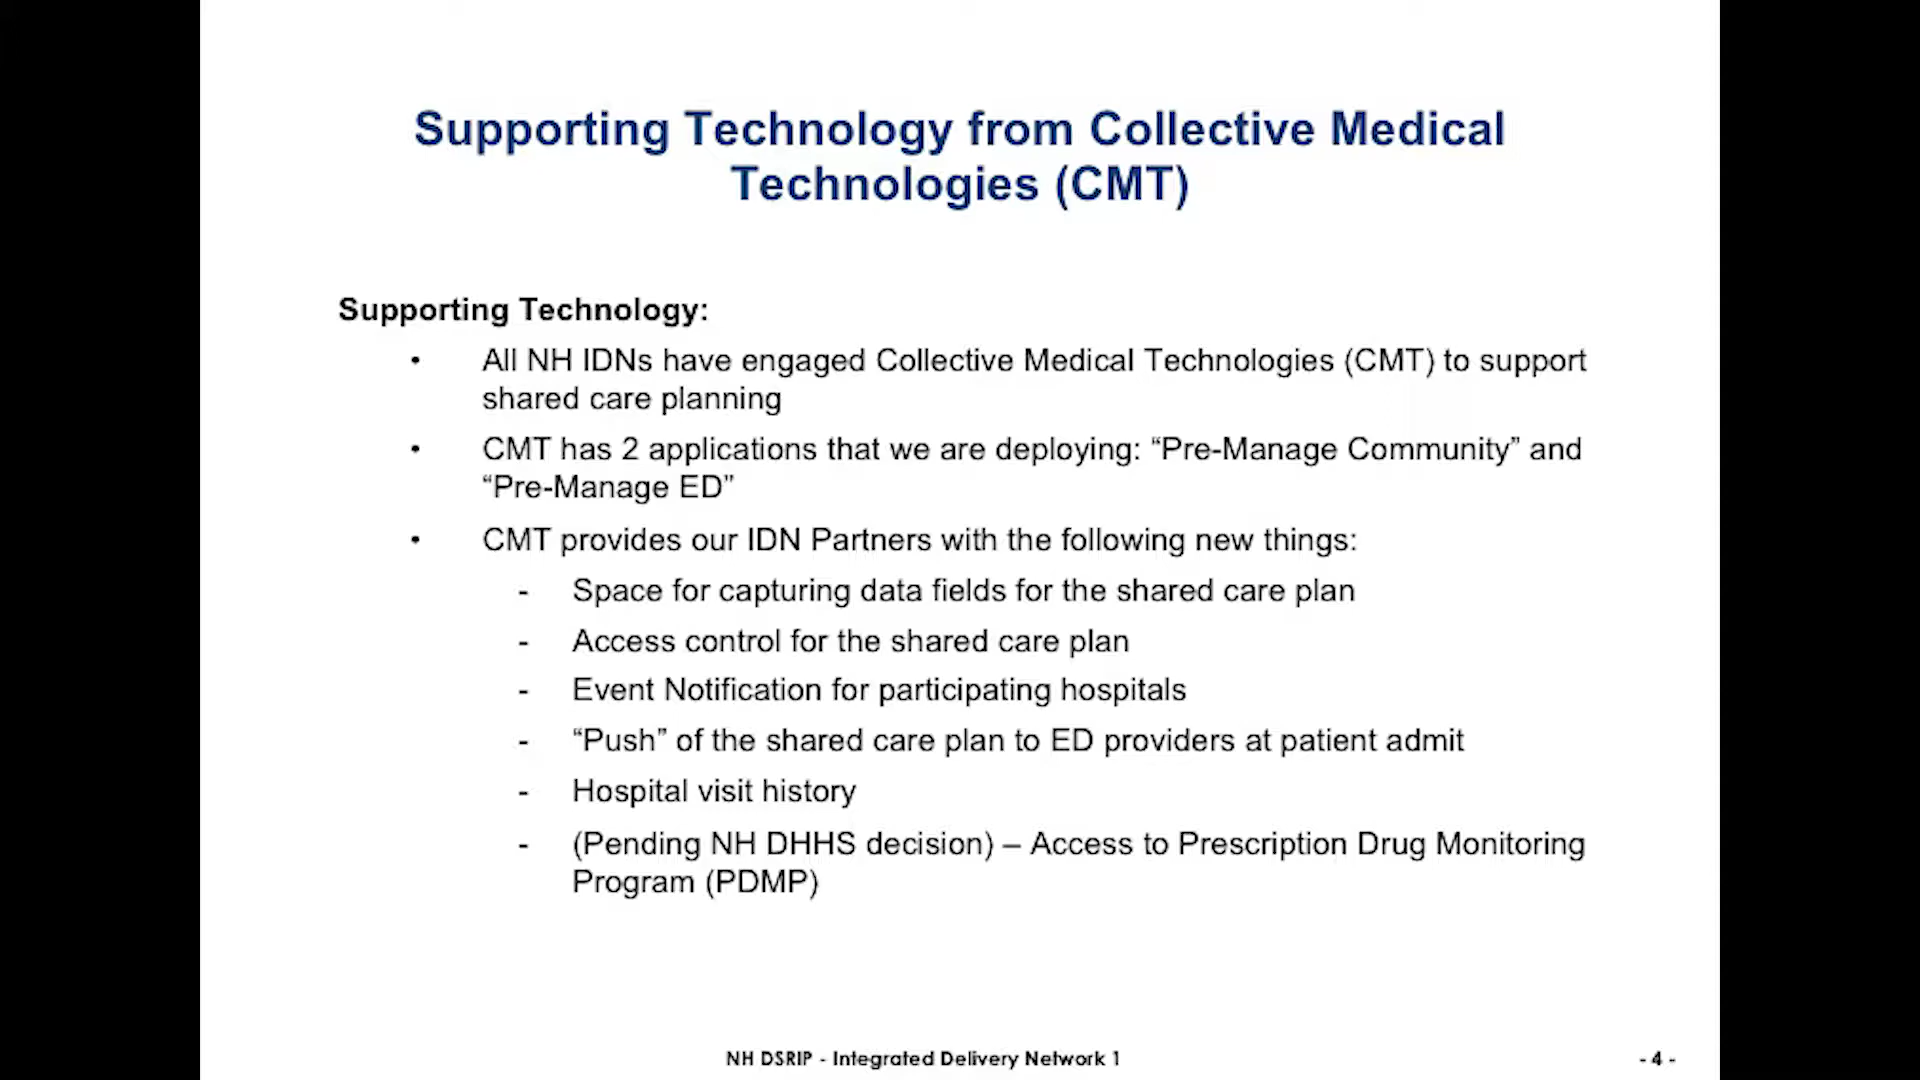 Supporting Technology from Collective Medical
Technologies (CMT)
Supporting Technology:
• All NH IDNs have engaged Collective Medical Technologies (CMT) to support
shared care planning
• CMT has 2 applications that we are deploying: “Pre-Manage Community” and
“Pre-Manage ED”
• CMT provides our IDN Partners with the following new things:
- Space for capturing data fields for the shared care plan
- Access control for the shared care plan
- Event Notification for participating hospitals
- “Push” of the shared care plan to ED providers at patient admit
- Hospital visit history
- (Pending NH DHHS decision) – Access to Prescription Drug Monitoring
Program (PDMP)
NH DSRIP - Integrated Delivery Network 1
- 4 -